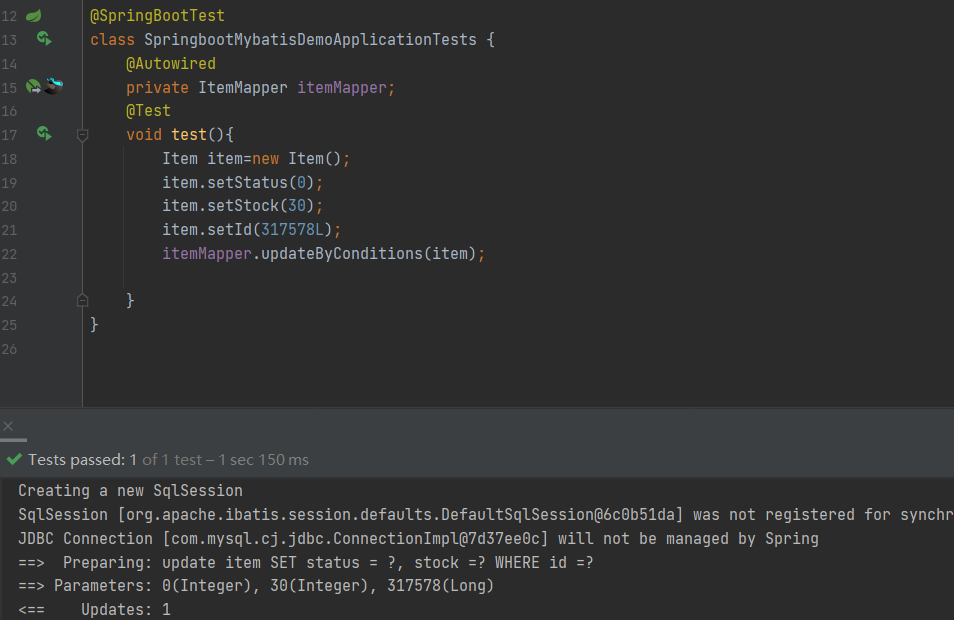 12 @SpringBootTest
13 class SpringbootMybatisDemoApplicationTests {
14 @Autowired
15 private ItemMapper itemMapper;
16 @Test
17 void test(){
18 Item item=new Item();
19 item.setStatus(0);
20 item.setStock(30);
21 item.setId(317578L);
22 itemMapper.updateByConditions(item);
23
24 }
25 }
26
Tests passed: 1 of 1 test – 1 sec 150 ms
Creating a new SqlSession
SqlSession [org.apache.ibatis.session.defaults.DefaultSqlSession@6c0b51da] was not registered for synchr
JDBC Connection [com.mysql.cj.jdbc.ConnectionImpl@7d37ee0c] will not be managed by Spring
==> Preparing: update item SET status = ?, stock =? WHERE id =?
==> Parameters: 0(Integer), 30(Integer), 317578(Long)
<== Updates: 1